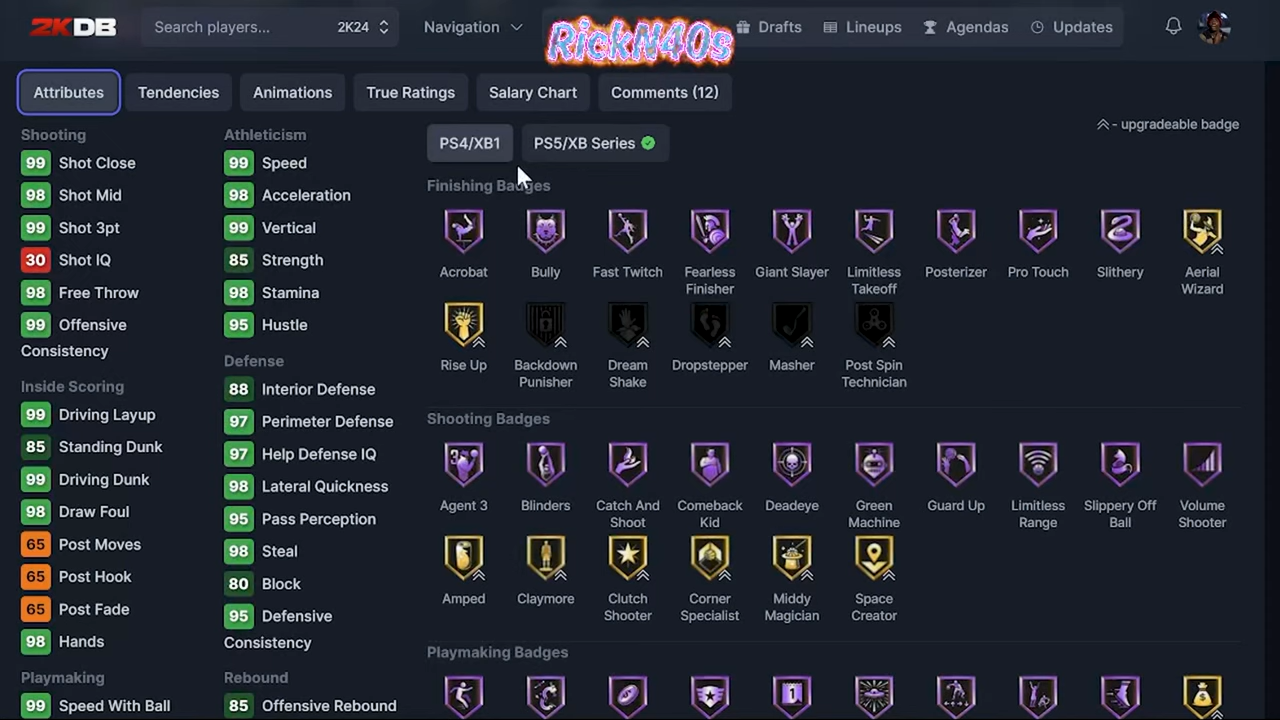 2KDB
Search players...
2K24
Navigation
RickN40s
Drafts
Lineups
Agendas
Updates
Attributes
Tendencies
Animations
True Ratings
Salary Chart
Comments (12)
- upgradeable badge
PS4/XB1
PS5/XB Series
Shooting
99 Shot Close
98 Shot Mid
99 Shot 3pt
30 Shot IQ
98 Free Throw
99 Offensive
Consistency
Inside Scoring
99 Driving Layup
85 Standing Dunk
99 Driving Dunk
98 Draw Foul
65 Post Moves
65 Post Hook
65 Post Fade
98 Hands
Playmaking
99 Speed With Ball
Athleticism
99 Speed
98 Acceleration
99 Vertical
85 Strength
98 Stamina
95 Hustle
Defense
88 Interior Defense
97 Perimeter Defense
97 Help Defense IQ
98 Lateral Quickness
95 Pass Perception
98 Steal
80 Block
95 Defensive
Consistency
Rebound
85 Offensive Rebound
Finishing Badges
Acrobat
Bully
Fast Twitch
Fearless
Finisher
Giant Slayer
Limitless
Takeoff
Posterizer
Pro Touch
Slithery
Aerial
Wizard
Rise Up
Backdown
Punisher
Dream
Shake
Dropstepper
Masher
Post Spin
Technician
Shooting Badges
Agent 3
Blinders
Catch And
Shoot
Comeback
Kid
Deadeye
Green
Machine
Guard Up
Limitless
Range
Slippery Off
Ball
Volume
Shooter
Amped
Claymore
Clutch
Shooter
Corner
Specialist
Middy
Magician
Space
Creator
Playmaking Badges